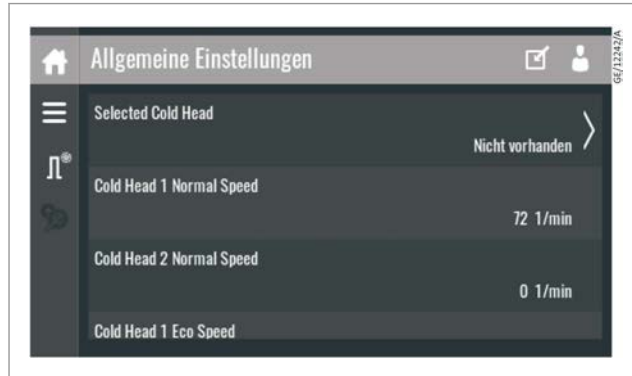 Allgemeine Einstellungen
Selected Cold Head
Nicht vorhanden
Cold Head 1 Normal Speed
72 1/min
Cold Head 2 Normal Speed
0 1/min
Cold Head 1 Eco Speed
GE/12242/A